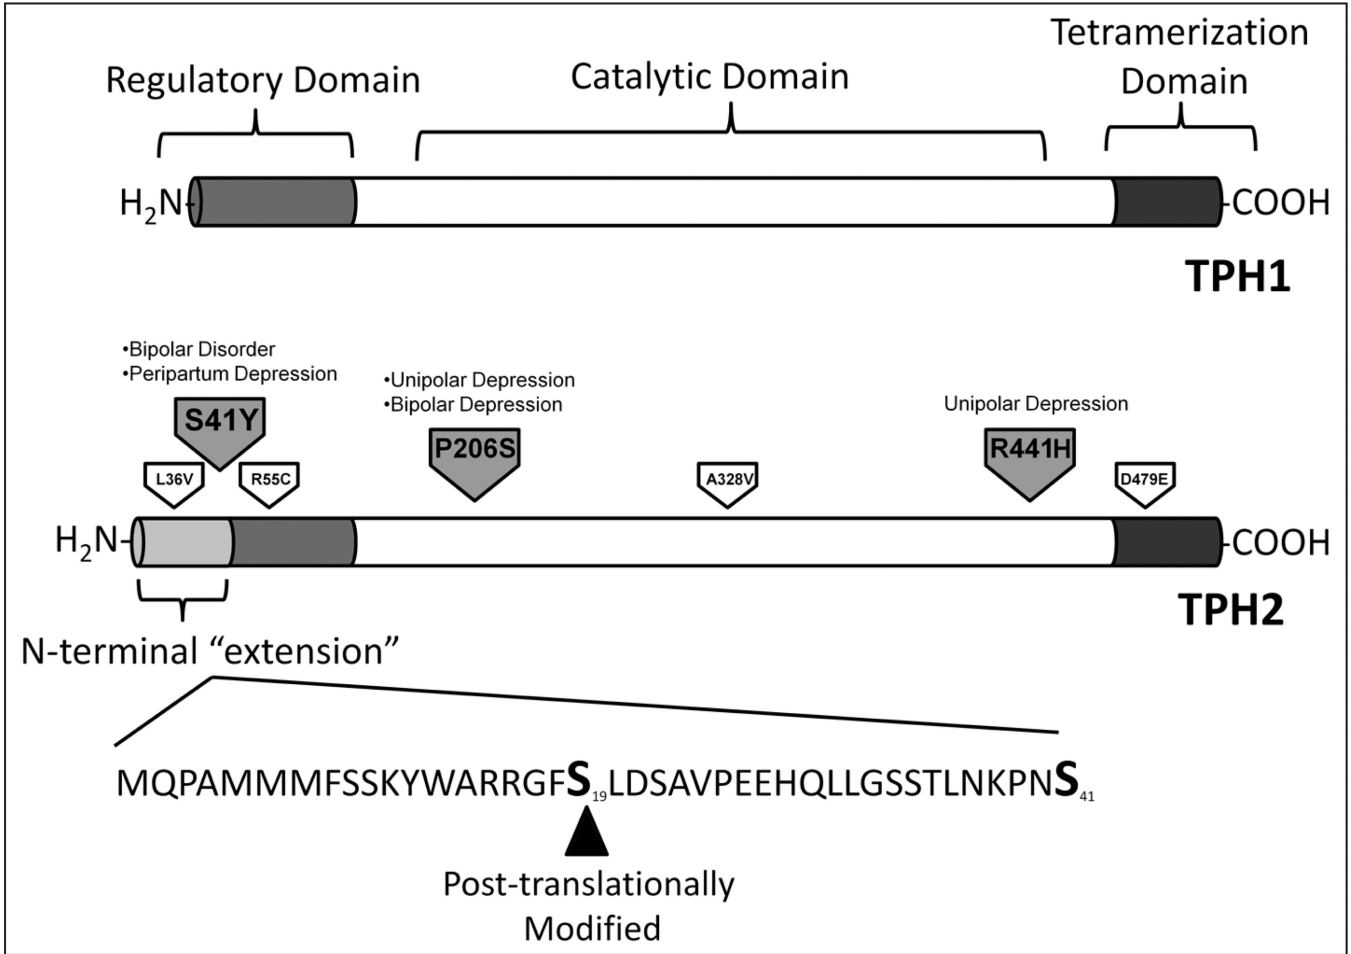 Regulatory Domain
Catalytic Domain
Tetramerization
Domain
H2N
COOH
TPH1
•Bipolar Disorder
•Peripartum Depression
•Unipolar Depression
•Bipolar Depression
Unipolar Depression
S41Y
P206S
R441H
L36V
R55C
A328V
D479E
H2N
COOH
TPH2
N-terminal “extension”
MQPAMMMFSSKYWARRGFS19LDSAVPEEHQLLGSSTLNKPNS41
Post-translationally
Modified